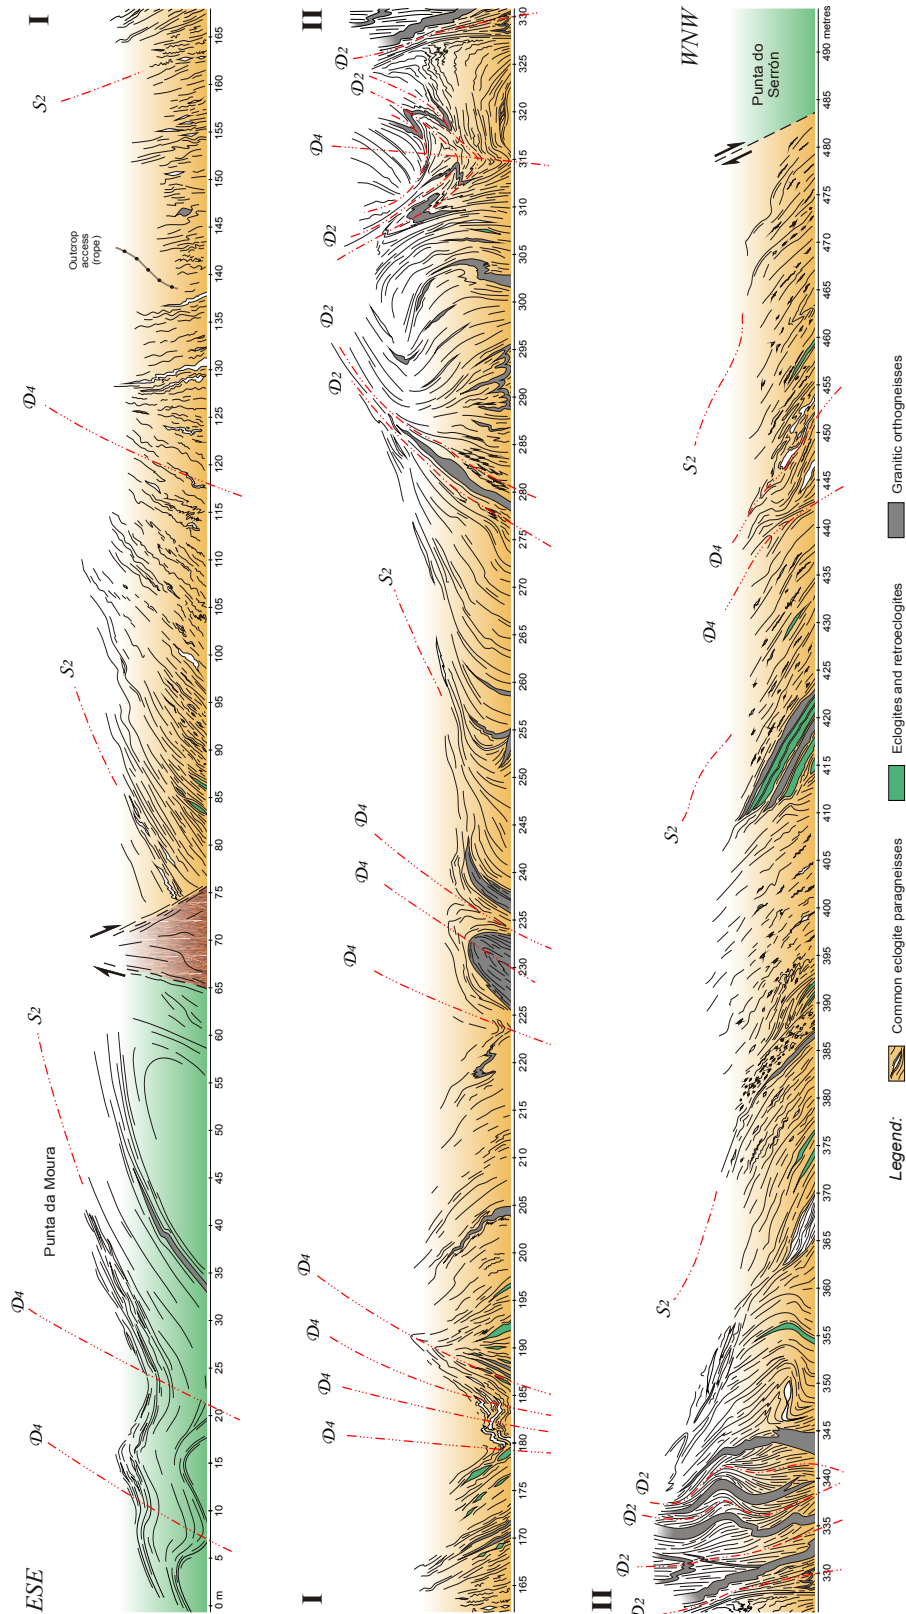 ESE
D4
D4
Punta da Moura
S2
S2
D4
Outcrop
access
(rope)
S2
I
0 m 5 10 15 20 25 30 35 40 45 50 55 60 65 70 75 80 85 90 95 100 105 110 115 120 125 130 135 140 145 150 155 160 165
I
D4
D4
D4
D4
D4
D4
D4
S2
D2
D2
D2
D4
D2
D2
II
165 170 175 180 185 190 195 200 205 210 215 220 225 230 235 240 245 250 255 260 265 270 275 280 285 290 295 300 305 310 315 320 325 330
II
D2
D2
D2
D2
S2
S2
D4
D4
S2
WNW
Punta do
Serrón
330 335 340 345 350 355 360 365 370 375 380 385 390 395 400 405 410 415 420 425 430 435 440 445 450 455 460 465 470 475 480 485 490 metres
Legend:
Common eclogite paragneisses
Eclogites and retroeclogites
Granitic orthogneisses